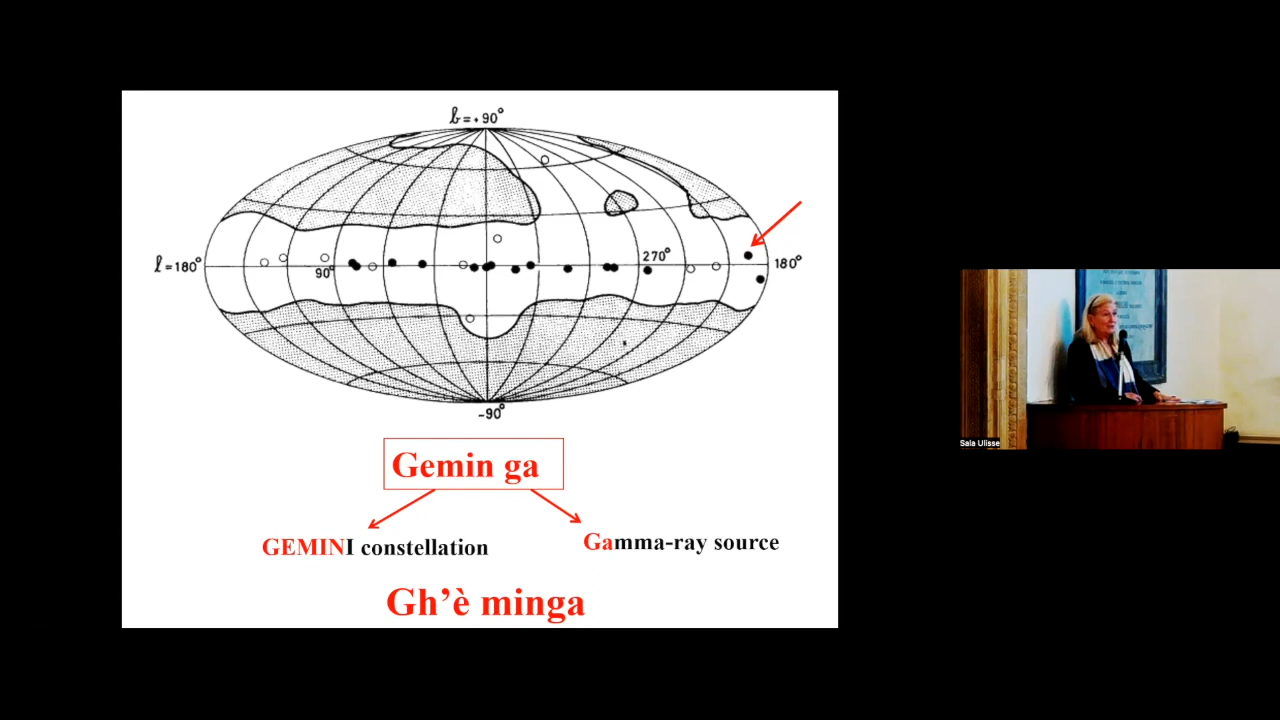 b = + 90°
l = 180°
90°
270°
180°
-90°
Gemin ga
GEMINI constellation
Gamma-ray source
Gh'è minga
Sala Ulisse